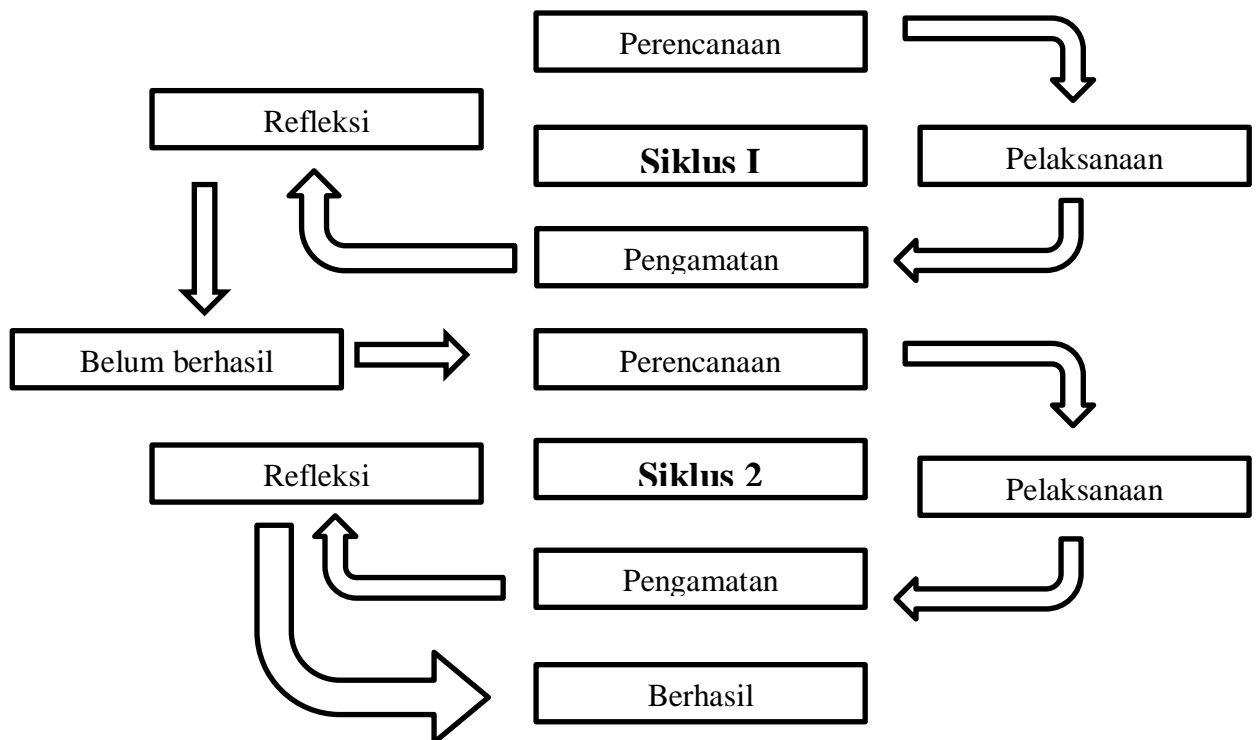 Perencanaan
Refleksi
Siklus I
Pelaksanaan
Pengamatan
Belum berhasil
Perencanaan
Refleksi
Siklus 2
Pelaksanaan
Pengamatan
Berhasil